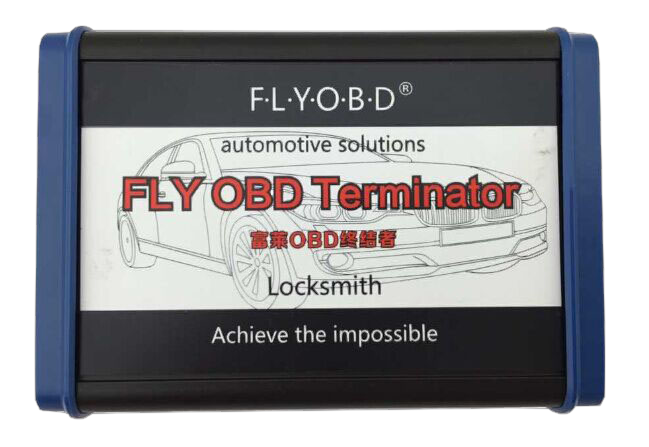 F·L·Y·O·B·D®
automotive solutions
FLY OBD Terminator
富莱OBD终结者
Locksmith
Achieve the impossible